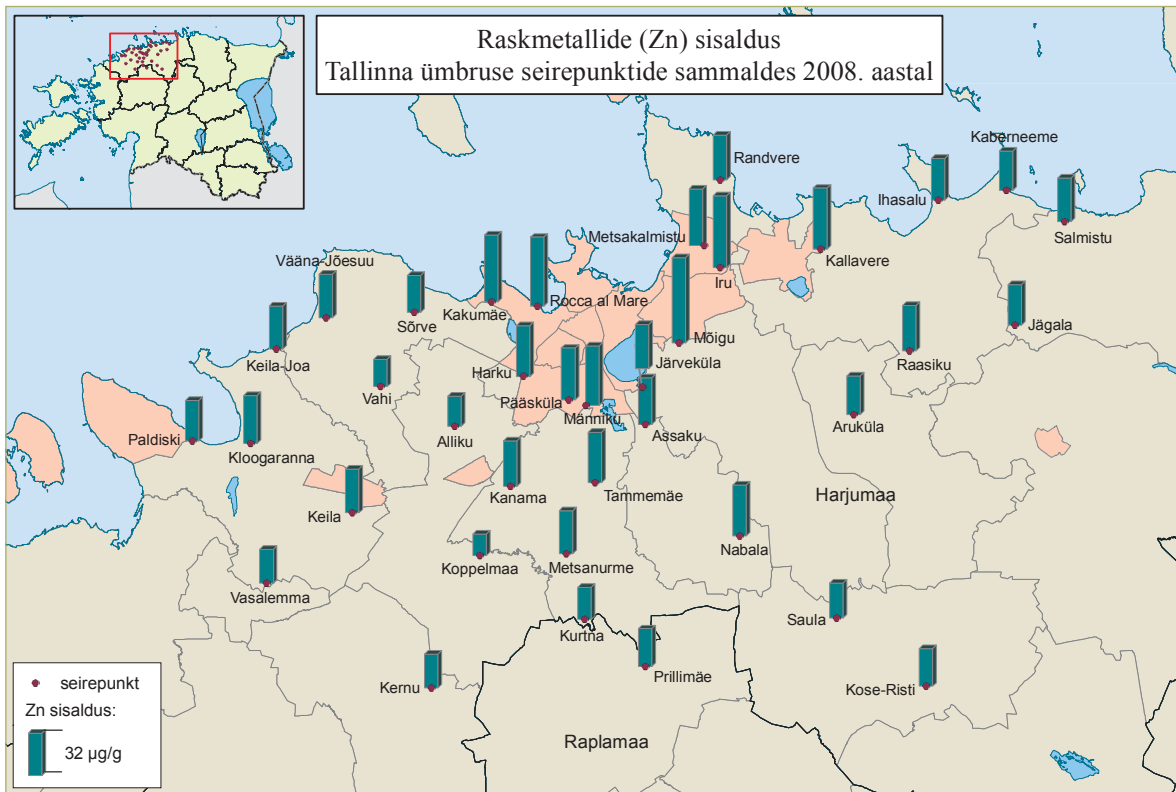 Raskmetallide (Zn) sisaldus
Tallinna ümbruse seirepunktide sammaldes 2008. aastal
Kaberneeme
Randvere
Ihasalu
Salmistu
Metsakalmistu
Kallavere
Iru
Vääna-Jõesuu
Kakumäe
Rocca al Mare
Sõrve
Mõigu
Jägala
Keila-Joa
Harku
Järveküla
Raasiku
Vahi
Pääsküla
Männiku
Alliku
Assaku
Aruküla
Paldiski
Kloogaranna
Kanama
Tammemäe
Harjumaa
Keila
Nabala
Koppelmaa
Metsanurme
Vasalemma
Saula
Kurtna
Prillimäe
Kernu
Kose-Risti
Raplamaa
seirepunkt
Zn sisaldus:
32 µg/g